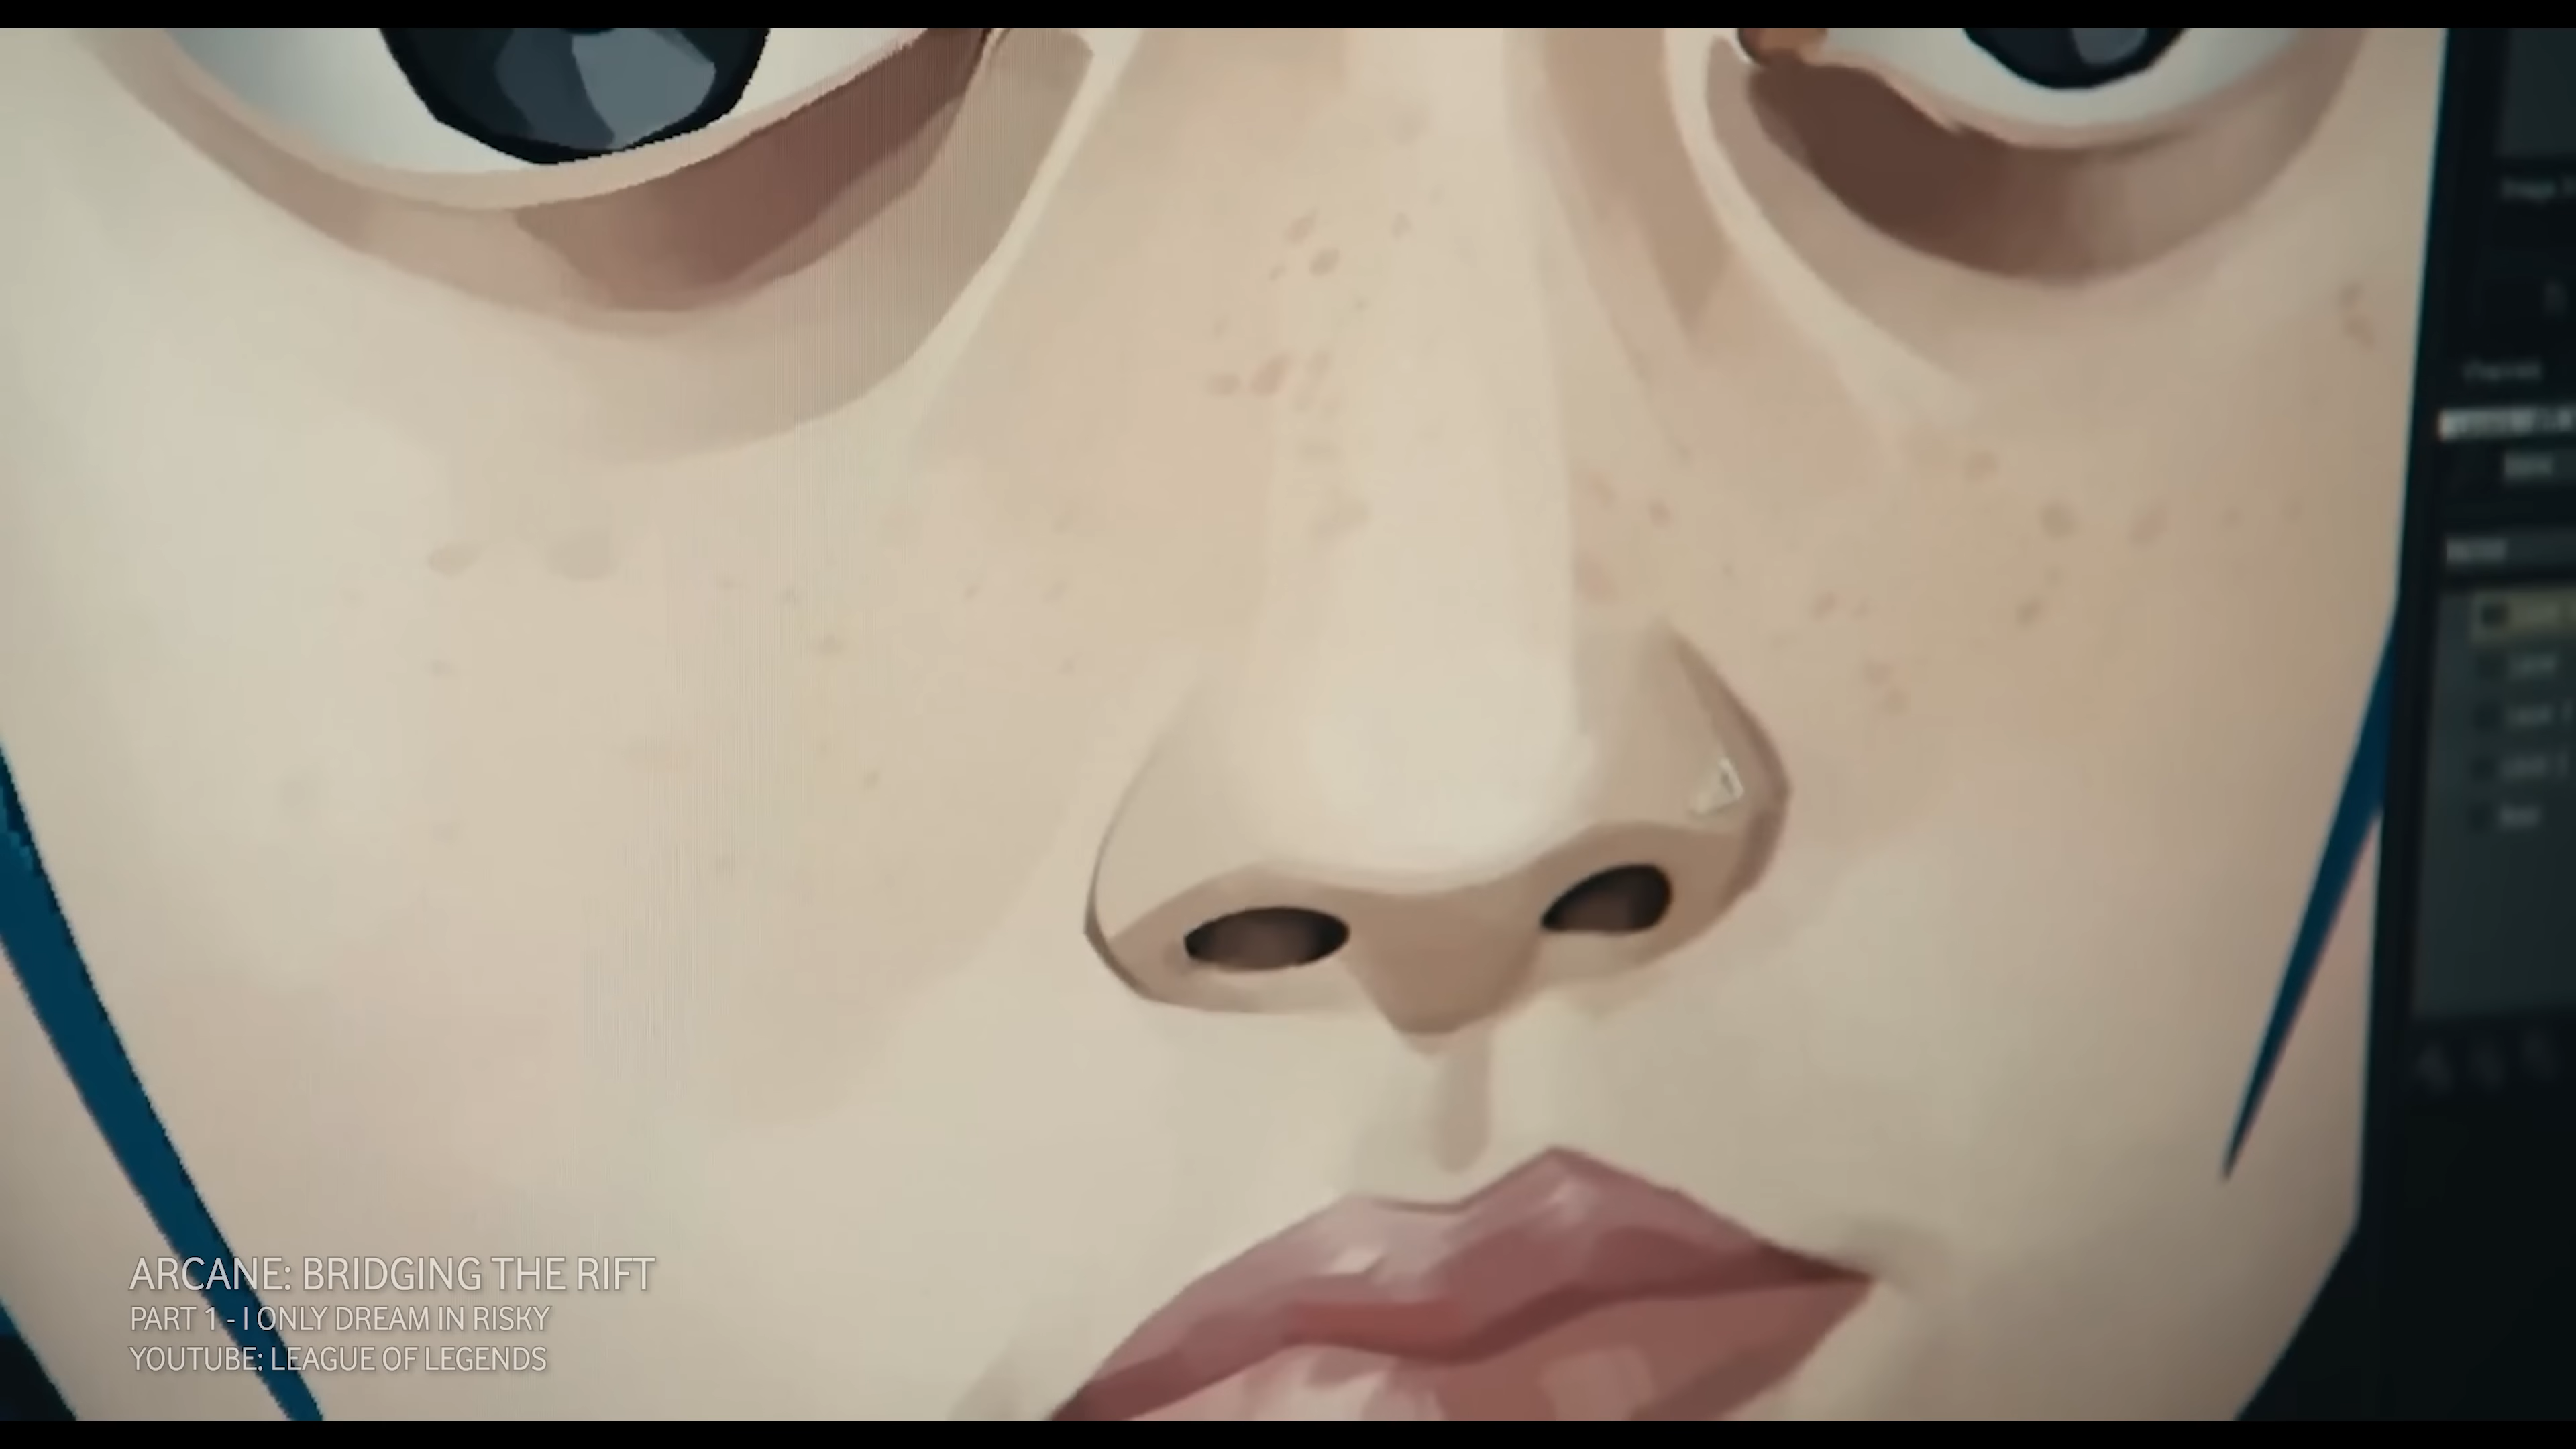 ARCANE: BRIDGING THE RIFT
PART 1 - I ONLY DREAM IN RISKY
YOUTUBE: LEAGUE OF LEGENDS